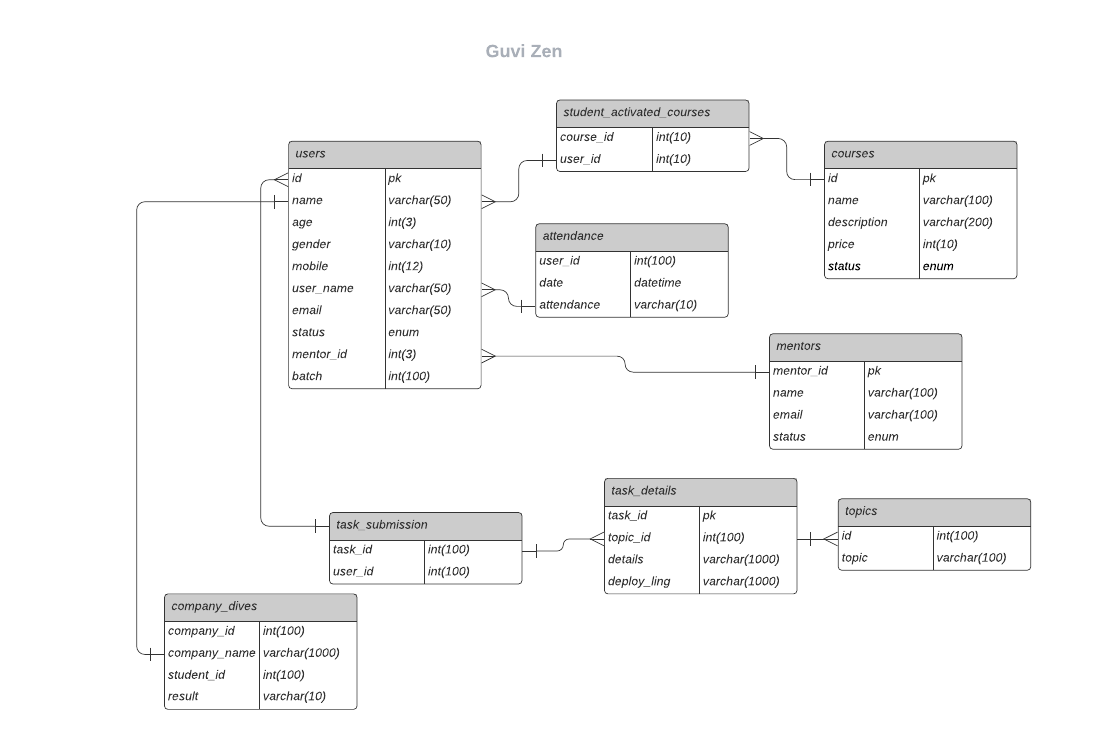 Guvi Zen
student_activated_courses
course_id int(10)
user_id int(10)
users
id pk
name varchar(50)
age int(3)
gender varchar(10)
mobile int(12)
user_name varchar(50)
email varchar(50)
status enum
mentor_id int(3)
batch int(100)
courses
id pk
name varchar(100)
description varchar(200)
price int(10)
status enum
attendance
user_id int(100)
date datetime
attendance varchar(10)
mentors
mentor_id pk
name varchar(100)
email varchar(100)
status enum
task_details
task_id pk
topic_id int(100)
details varchar(1000)
deploy_ling varchar(1000)
topics
id int(100)
topic varchar(100)
task_submission
task_id int(100)
user_id int(100)
company_dives
company_id int(100)
company_name varchar(1000)
student_id int(100)
result varchar(10)